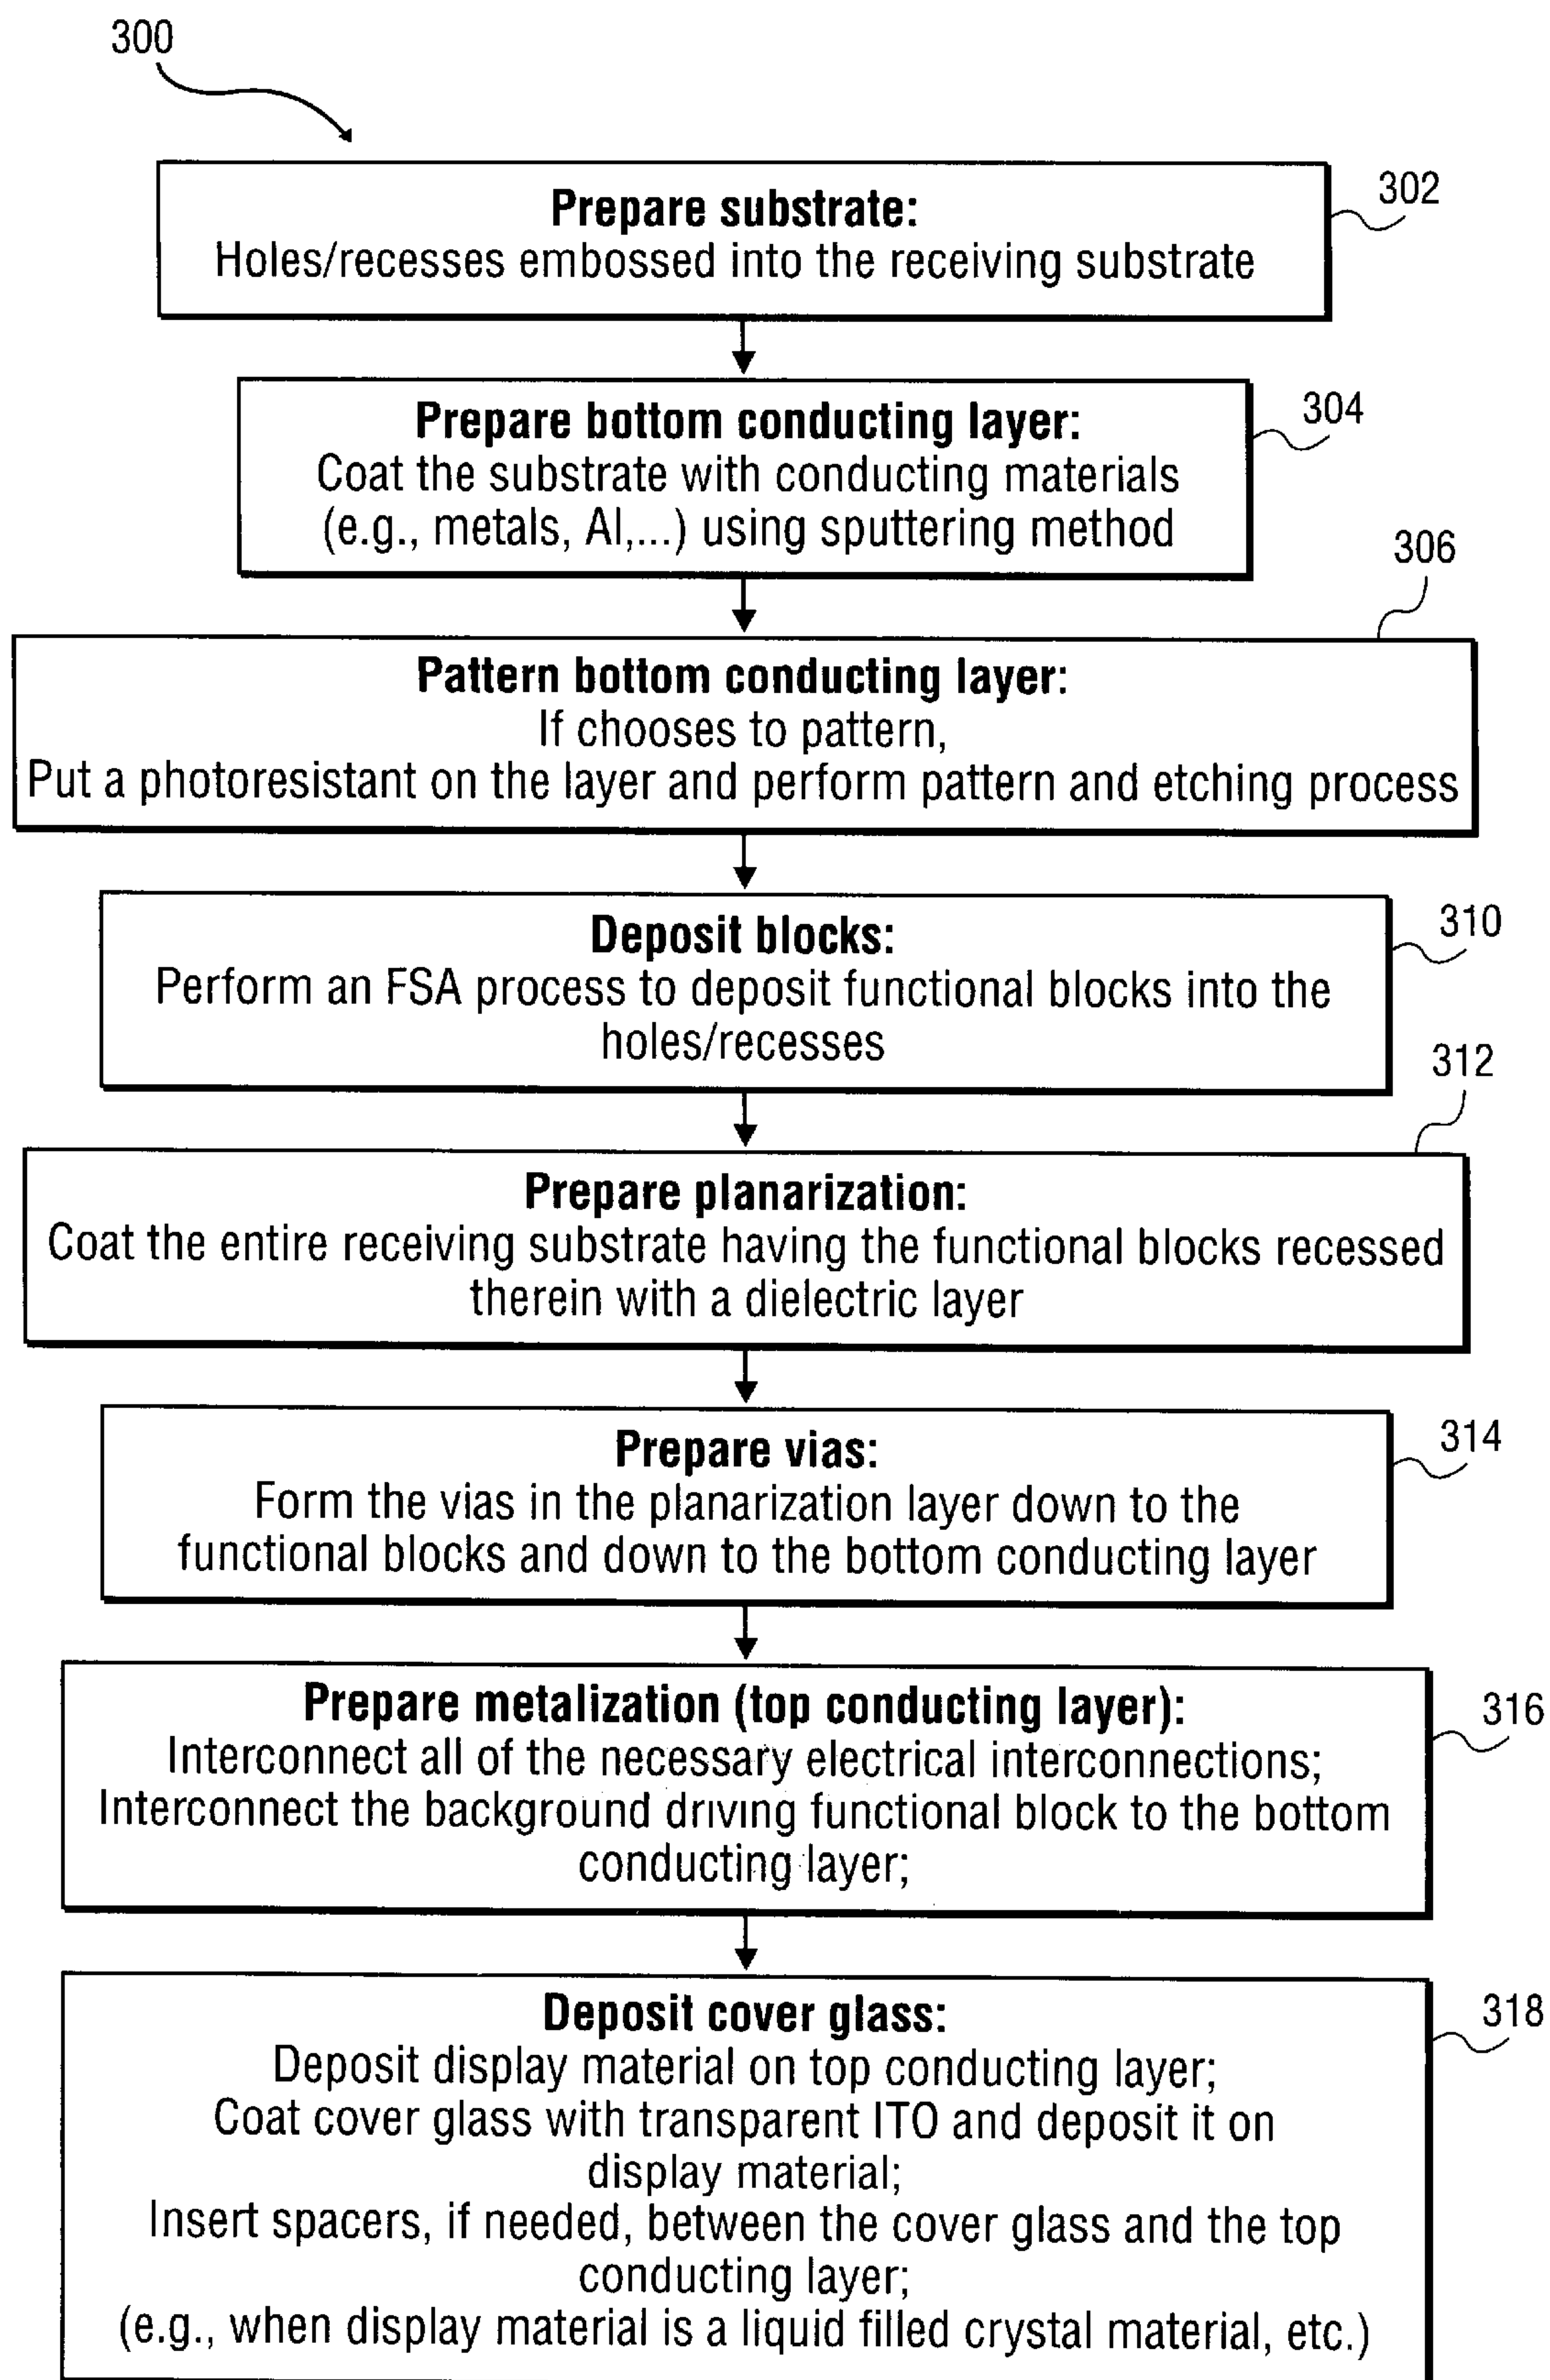 300
Prepare substrate:
302
Holes/recesses embossed into the receiving substrate
Prepare bottom conducting layer:
304
Coat the substrate with conducting materials
(e.g., metals, Al,...) using sputtering method
306
Pattern bottom conducting layer:
If chooses to pattern,
Put a photoresistant on the layer and perform pattern and etching process
Deposit blocks:
310
Perform an FSA process to deposit functional blocks into the
holes/recesses
312
Prepare planarization:
Coat the entire receiving substrate having the functional blocks recessed
therein with a dielectric layer
Prepare vias:
314
Form the vias in the planarization layer down to the
functional blocks and down to the bottom conducting layer
Prepare metalization (top conducting layer):
316
Interconnect all of the necessary electrical interconnections;
Interconnect the background driving functional block to the bottom
conducting layer;
Deposit cover glass:
318
Deposit display material on top conducting layer;
Coat cover glass with transparent ITO and deposit it on
display material;
Insert spacers, if needed, between the cover glass and the top
conducting layer;
(e.g., when display material is a liquid filled crystal material, etc.)